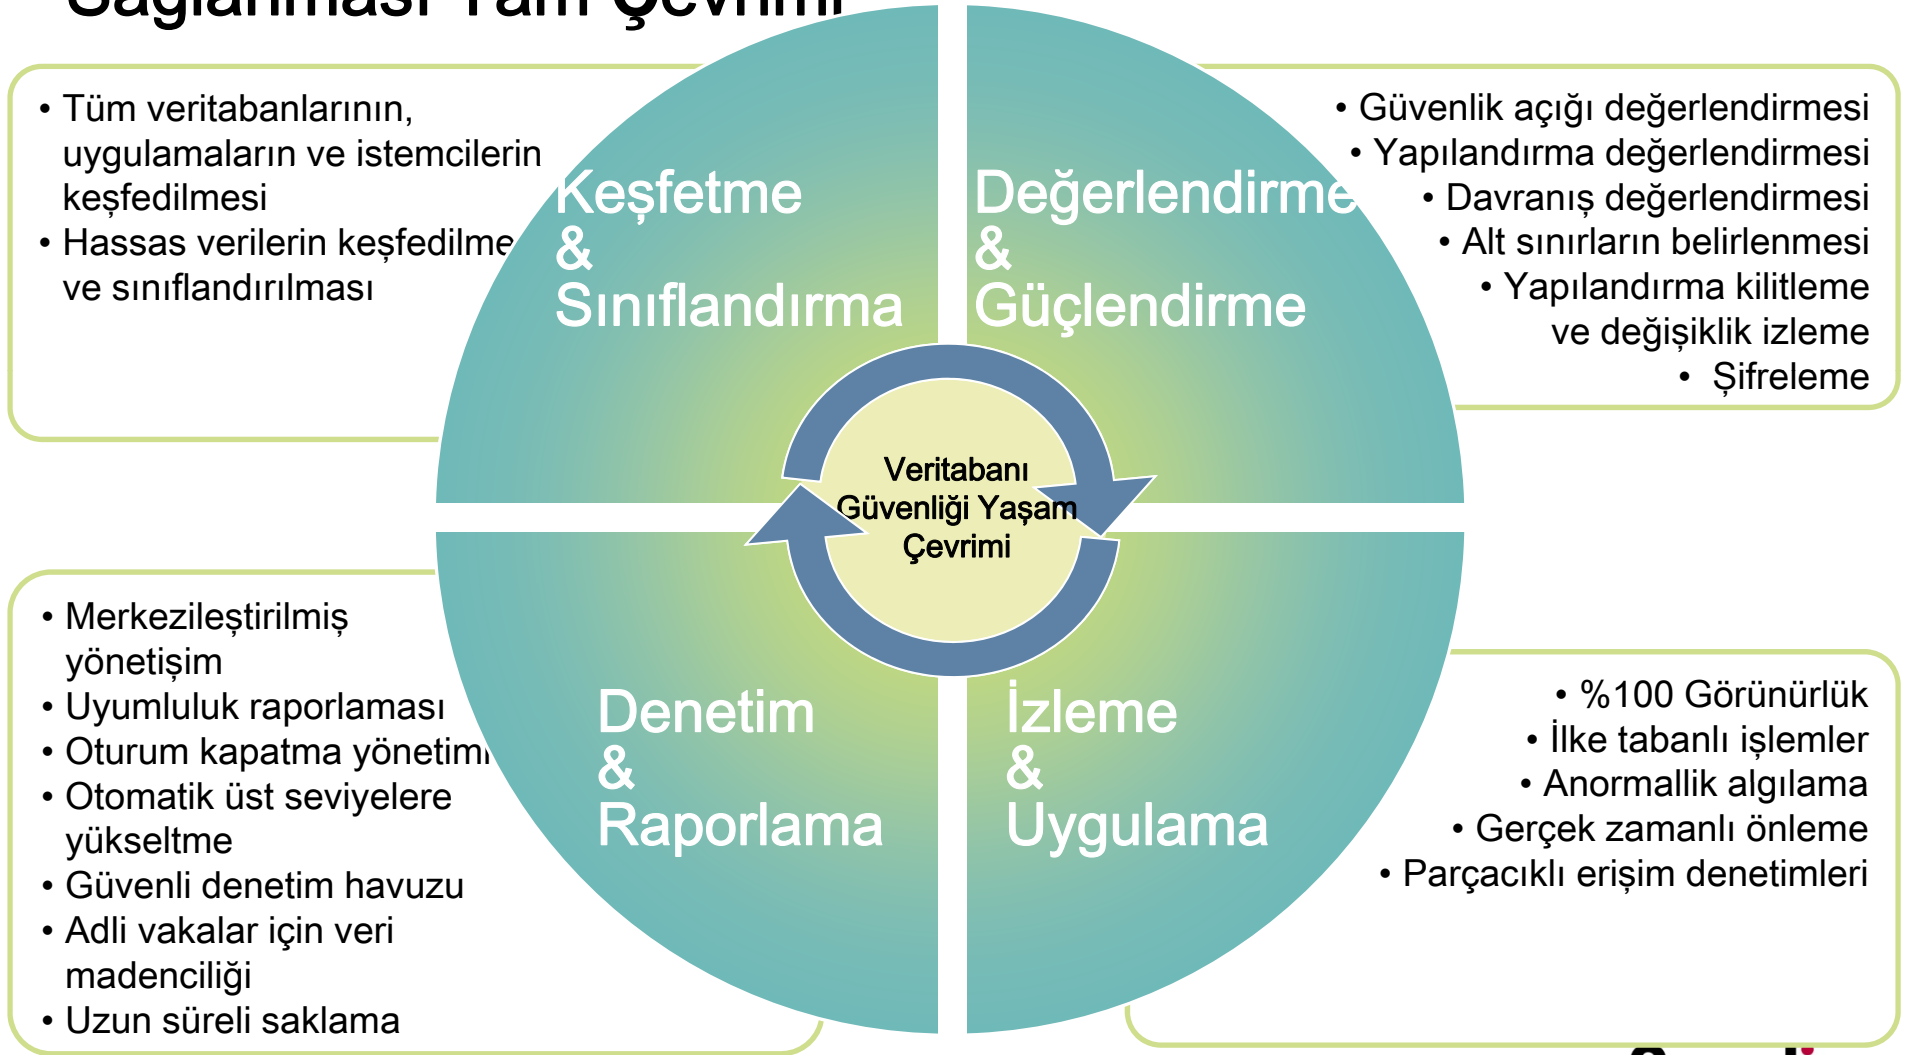 Sağlanması Tam Çevrimi
• Tüm veritabanlarının,
uygulamaların ve istemcilerin
keşfedilmesi
• Hassas verilerin keşfedilme
ve sınıflandırılması
Keşfetme
&
Sınıflandırma
Değerlendirme
&
Güçlendirme
• Güvenlik açığı değerlendirmesi
• Yapılandırma değerlendirmesi
• Davranış değerlendirmesi
• Alt sınırların belirlenmesi
• Yapılandırma kilitleme
ve değişiklik izleme
• Şifreleme
Veritabanı
Güvenliği Yaşam
Çevrimi
• Merkezileştirilmiş
yönetişim
• Uyumluluk raporlaması
• Oturum kapatma yönetimi
• Otomatik üst seviyelere
yükseltme
• Güvenli denetim havuzu
• Adli vakalar için veri
madenciliği
• Uzun süreli saklama
Denetim
&
Raporlama
İzleme
&
Uygulama
• %100 Görünürlük
• İlke tabanlı işlemler
• Anormallik algılama
• Gerçek zamanlı önleme
• Parçacıklı erişim denetimleri